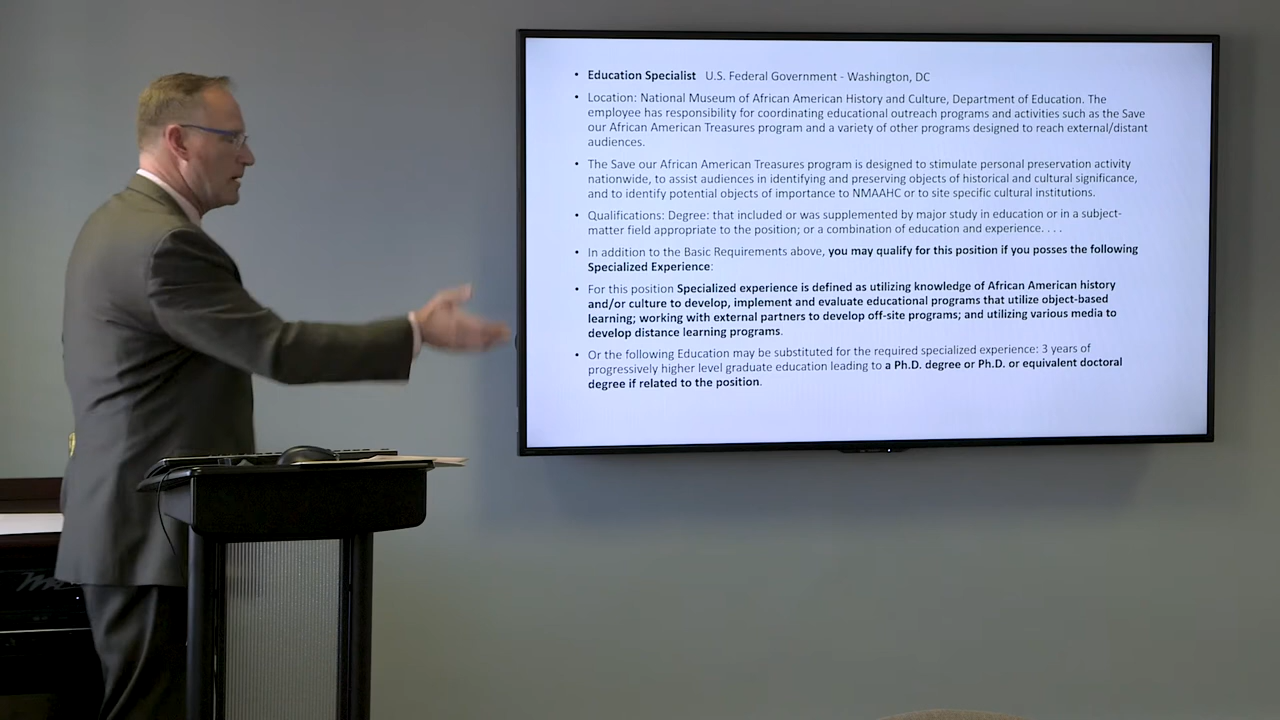 • Education Specialist U.S. Federal Government - Washington, DC
• Location: National Museum of African American History and Culture, Department of Education. The
employee has responsibility for coordinating educational outreach programs and activities such as the Save
our African American Treasures program and a variety of other programs designed to reach external/distant
audiences.
• The Save our African American Treasures program is designed to stimulate personal preservation activity
nationwide, to assist audiences in identifying and preserving objects of historical and cultural significance,
and to identify potential objects of importance to NMAAHC or to site specific cultural institutions.
• Qualifications: Degree: that included or was supplemented by major study in education or in a subject-
matter field appropriate to the position; or a combination of education and experience. . . .
• In addition to the Basic Requirements above, you may qualify for this position if you posses the following
Specialized Experience:
• For this position Specialized experience is defined as utilizing knowledge of African American history
and/or culture to develop, implement and evaluate educational programs that utilize object-based
learning; working with external partners to develop off-site programs; and utilizing various media to
develop distance learning programs.
• Or the following Education may be substituted for the required specialized experience: 3 years of
progressively higher level graduate education leading to a Ph.D. degree or Ph.D. or equivalent doctoral
degree if related to the position.